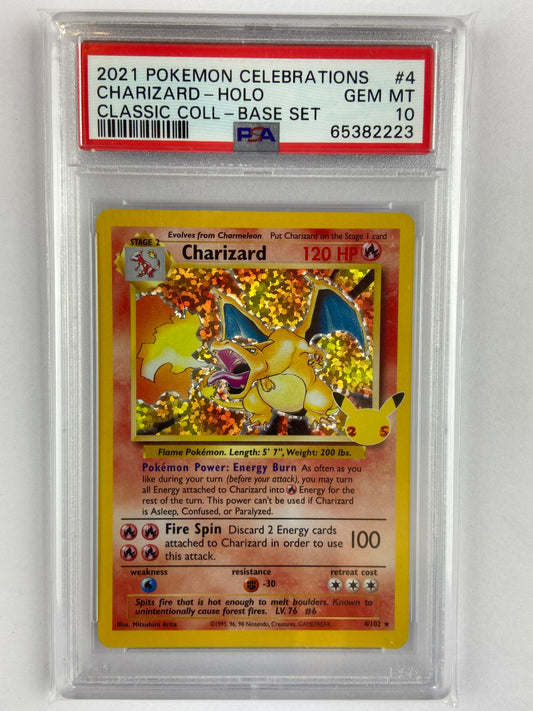 2021 POKEMON CELEBRATIONS #4
CHARIZARD-HOLO GEM MT
CLASSIC COLL-BASE SET 10
PSA 65382223
Evolves from Charmeleon Put Charizard on the Stage 1 card
STAGE 2
Charizard 120 HP
25
Flame Pokémon. Length: 5' 7", Weight: 200 lbs.
Pokémon Power: Energy Burn As often as you
like during your turn (before your attack), you may turn
all Energy attached to Charizard into Energy for the
rest of the turn. This power can't be used if Charizard
is Asleep, Confused, or Paralyzed.
Fire Spin Discard 2 Energy cards
attached to Charizard in order to use 100
this attack.
weakness resistance retreat cost
-30
Spits fire that is hot enough to melt boulders. Known to
unintentionally cause forest fires. LV. 76 #6
Illus. Mitsuhiro Arita ©1995, 96, 98 Nintendo, Creatures, GAMEFREAK. 4/102 ★